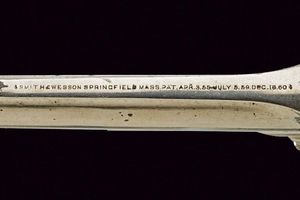 SMITH & WESSON SPRINGFIELD MASS. PAT. APR. 3. 55 JULY 5. 59. DEC. 18. 60